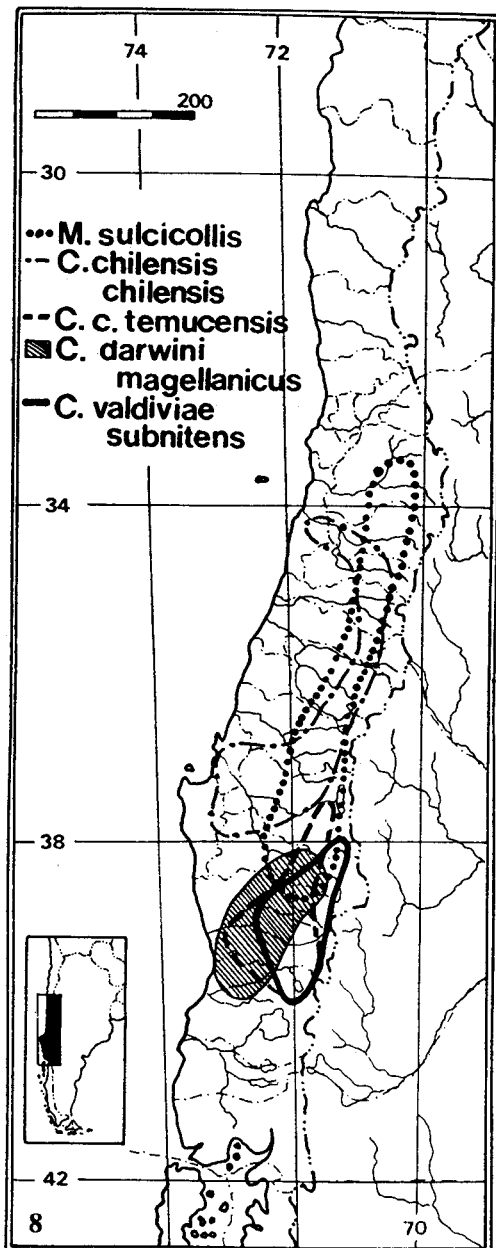 74 72
200
30
M. sulcicollis
C. chilensis
chilensis
C. c. temucensis
C. darwini
magellanicus
C. valdiviae
subnitens
34
38
42
8
70